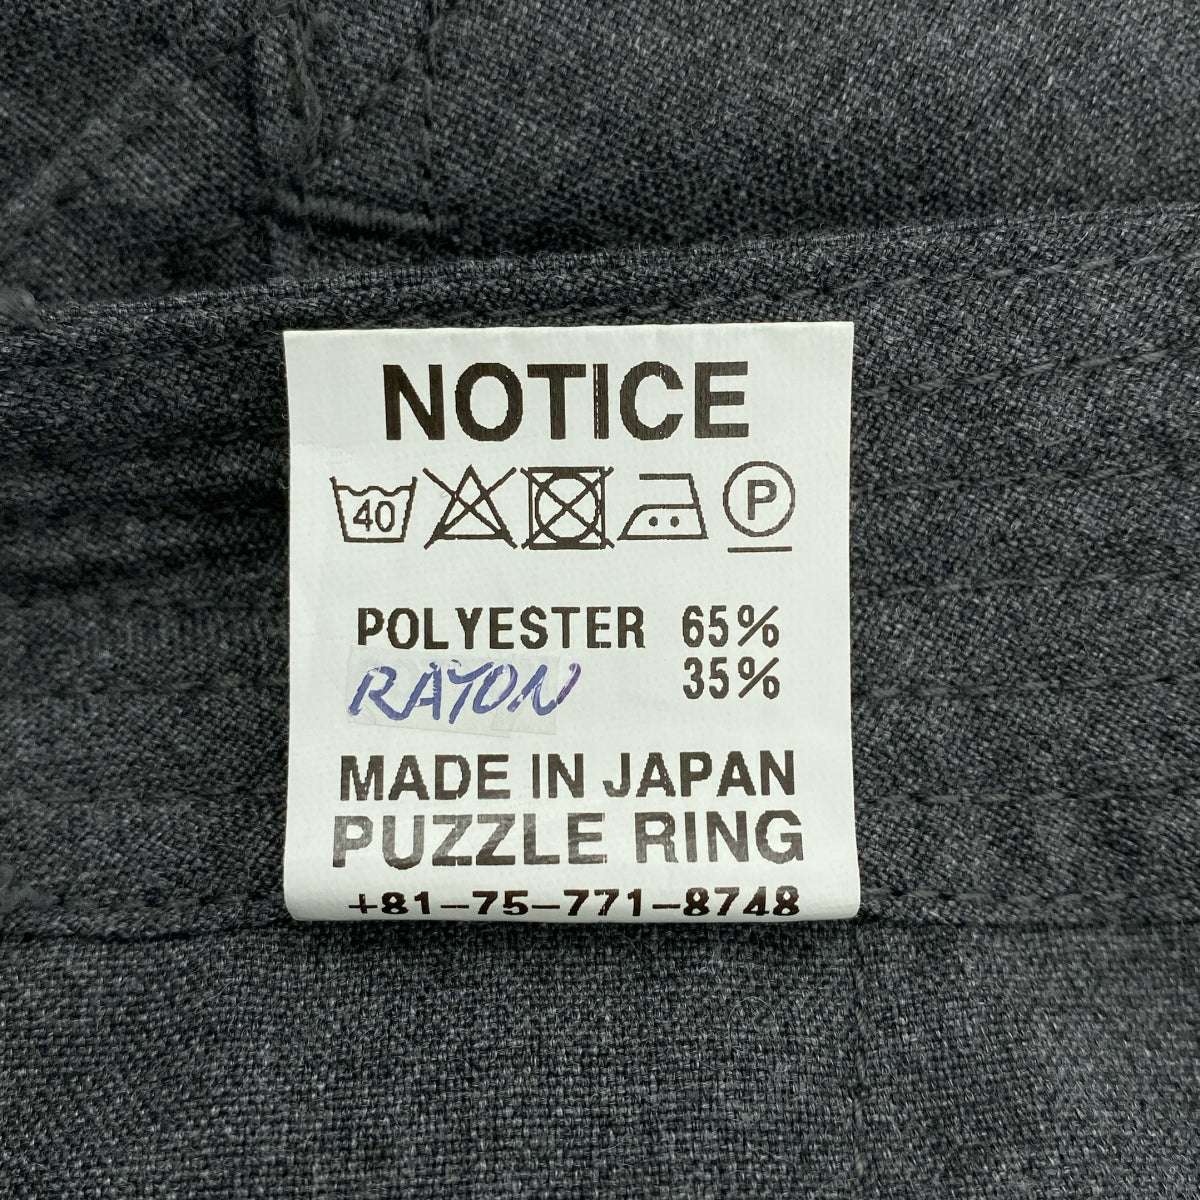 NOTICE
40 P
POLYESTER 65%
RAYON 35%
MADE IN JAPAN
PUZZLE RING
+81-75-771-8748